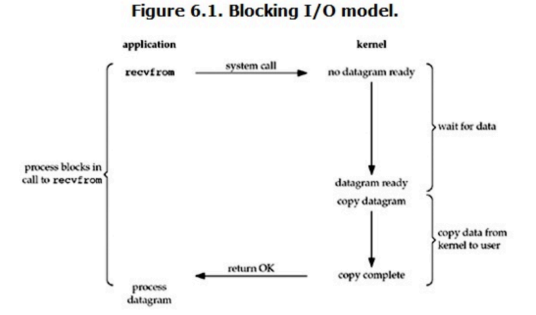 Figure 6.1. Blocking I/O model.
application
kernel
recvfrom
system call
no datagram ready
wait for data
process blocks in
call to recvfrom
datagram ready
copy datagram
copy data from
kernel to user
return OK
copy complete
process
datagram